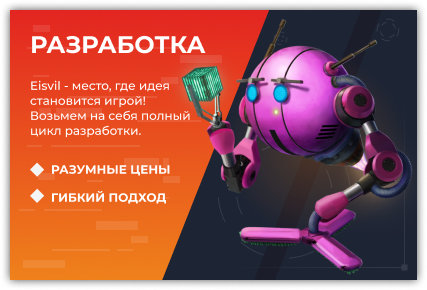 РАЗРАБОТКА
Eisvil - место, где идея
становится игрой!
Возьмем на себя полный
цикл разработки.
РАЗУМНЫЕ ЦЕНЫ
ГИБКИЙ ПОДХОД